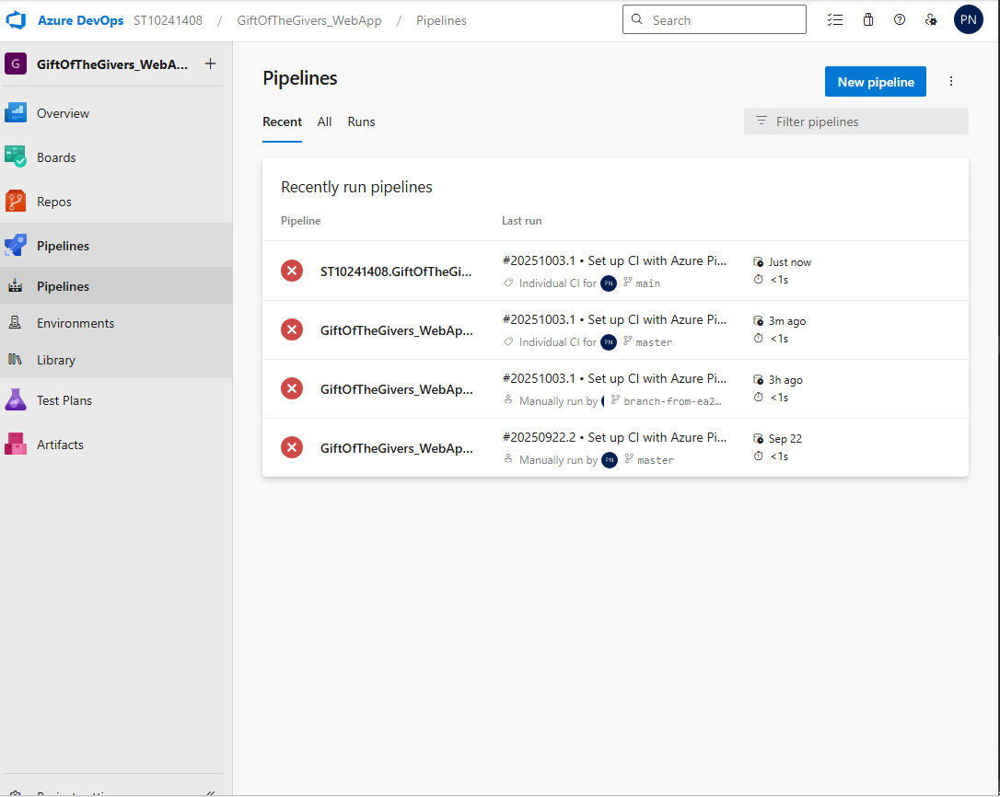 Azure DevOps ST10241408 / GiftOfTheGivers_WebApp / Pipelines
Search
PN
G GiftOfTheGivers_WebA... +
Overview
Boards
Repos
Pipelines
Pipelines
Environments
Library
Test Plans
Artifacts
Pipelines
New pipeline
Recent All Runs
Filter pipelines
Recently run pipelines
Pipeline Last run
ST10241408.GiftOfTheGi... #20251003.1 • Set up CI with Azure Pi... Just now
Individual CI for PN main <1s
GiftOfTheGivers_WebAp... #20251003.1 • Set up CI with Azure Pi... 3m ago
Individual CI for PN master <1s
GiftOfTheGivers_WebAp... #20251003.1 • Set up CI with Azure Pi... 3h ago
Manually run by branch-from-ea2... <1s
GiftOfTheGivers_WebAp... #20250922.2 • Set up CI with Azure Pi... Sep 22
Manually run by PN master <1s